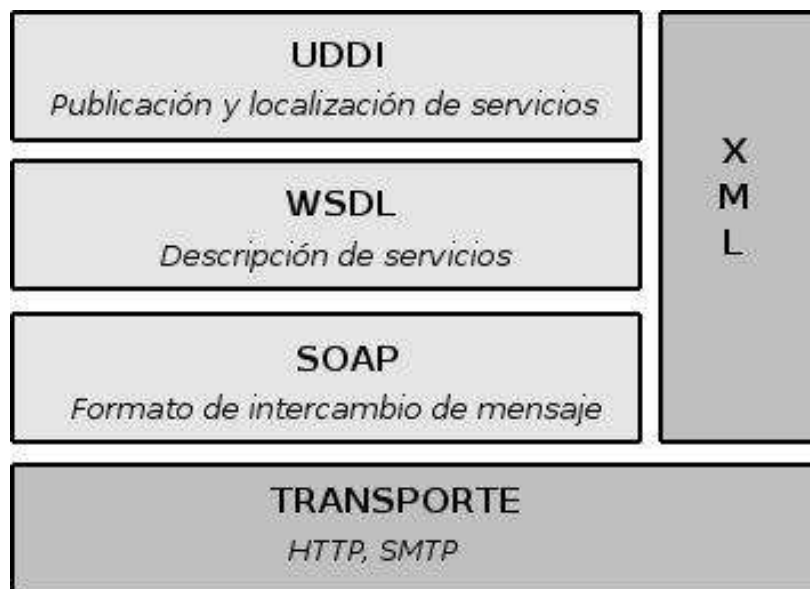 UDDI
Publicación y localización de servicios
WSDL
Descripción de servicios
SOAP
Formato de intercambio de mensaje
X
M
L
TRANSPORTE
HTTP, SMTP